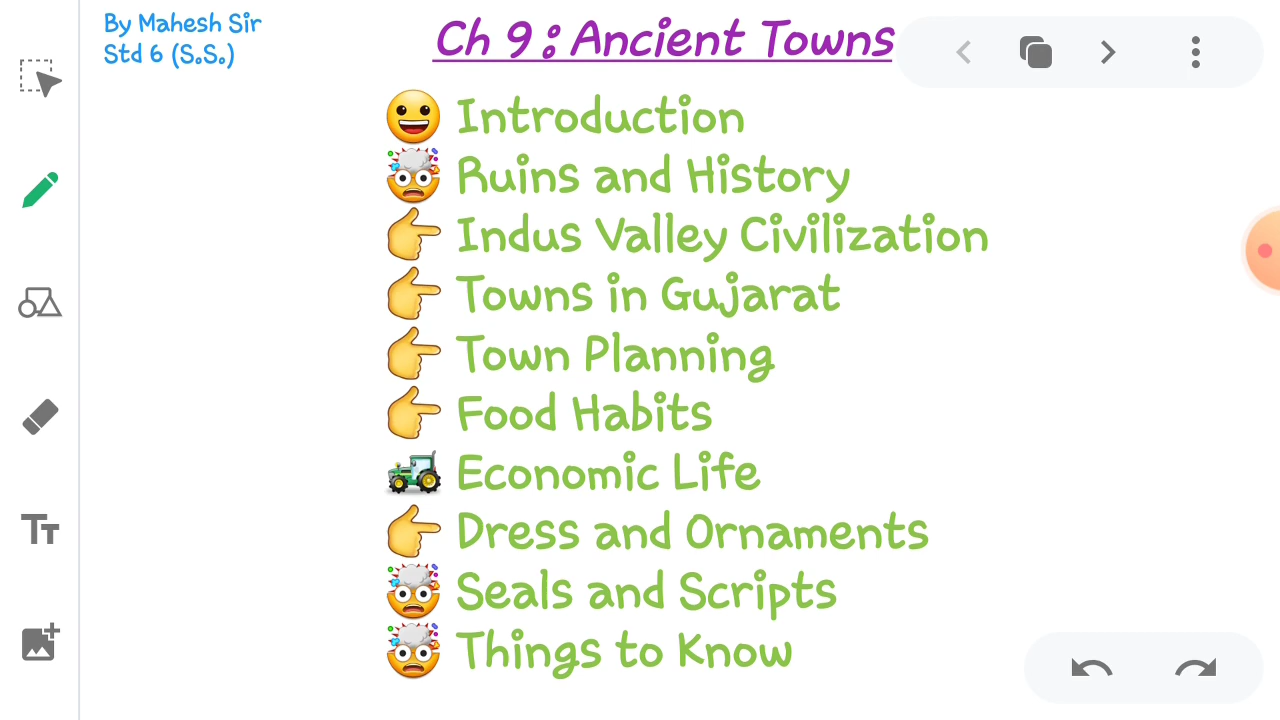 By Mahesh Sir
Std 6 (S.S.)
Ch 9 : Ancient Towns
😀 Introduction
🤯 Ruins and History
👉 Indus Valley Civilization
👉 Towns in Gujarat
👉 Town Planning
👉 Food Habits
🚜 Economic Life
👉 Dress and Ornaments
🤯 Seals and Scripts
🤯 Things to Know
TT